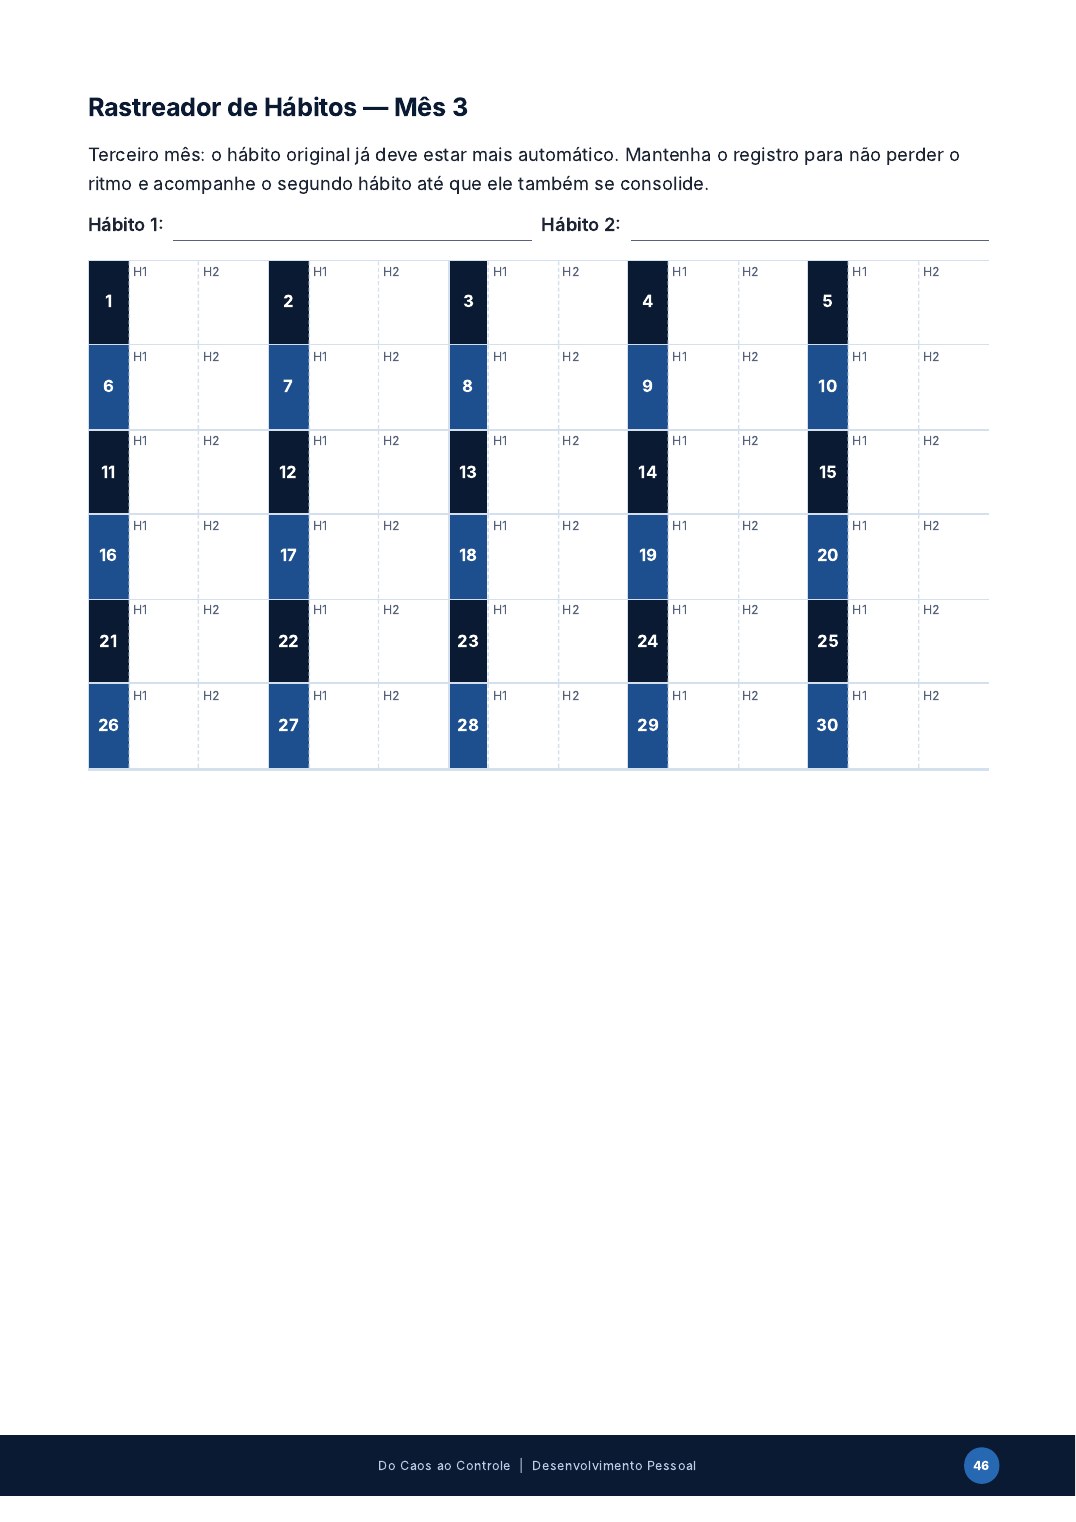 Rastreador de Hábitos — Mês 3
Terceiro mês: o hábito original já deve estar mais automático. Mantenha o registro para não perder o
ritmo e acompanhe o segundo hábito até que ele também se consolide.
Hábito 1: Hábito 2:
1 H1 H2 2 H1 H2 3 H1 H2 4 H1 H2 5 H1 H2
6 H1 H2 7 H1 H2 8 H1 H2 9 H1 H2 10 H1 H2
11 H1 H2 12 H1 H2 13 H1 H2 14 H1 H2 15 H1 H2
16 H1 H2 17 H1 H2 18 H1 H2 19 H1 H2 20 H1 H2
21 H1 H2 22 H1 H2 23 H1 H2 24 H1 H2 25 H1 H2
26 H1 H2 27 H1 H2 28 H1 H2 29 H1 H2 30 H1 H2
Do Caos ao Controle | Desenvolvimento Pessoal 46